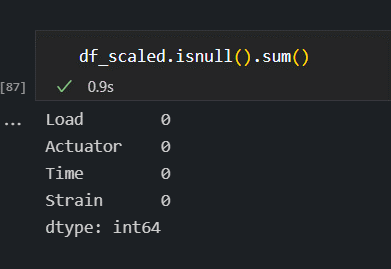 df_scaled.isnull().sum()
[87]
0.9s
...
Load 0
Actuator 0
Time 0
Strain 0
dtype: int64